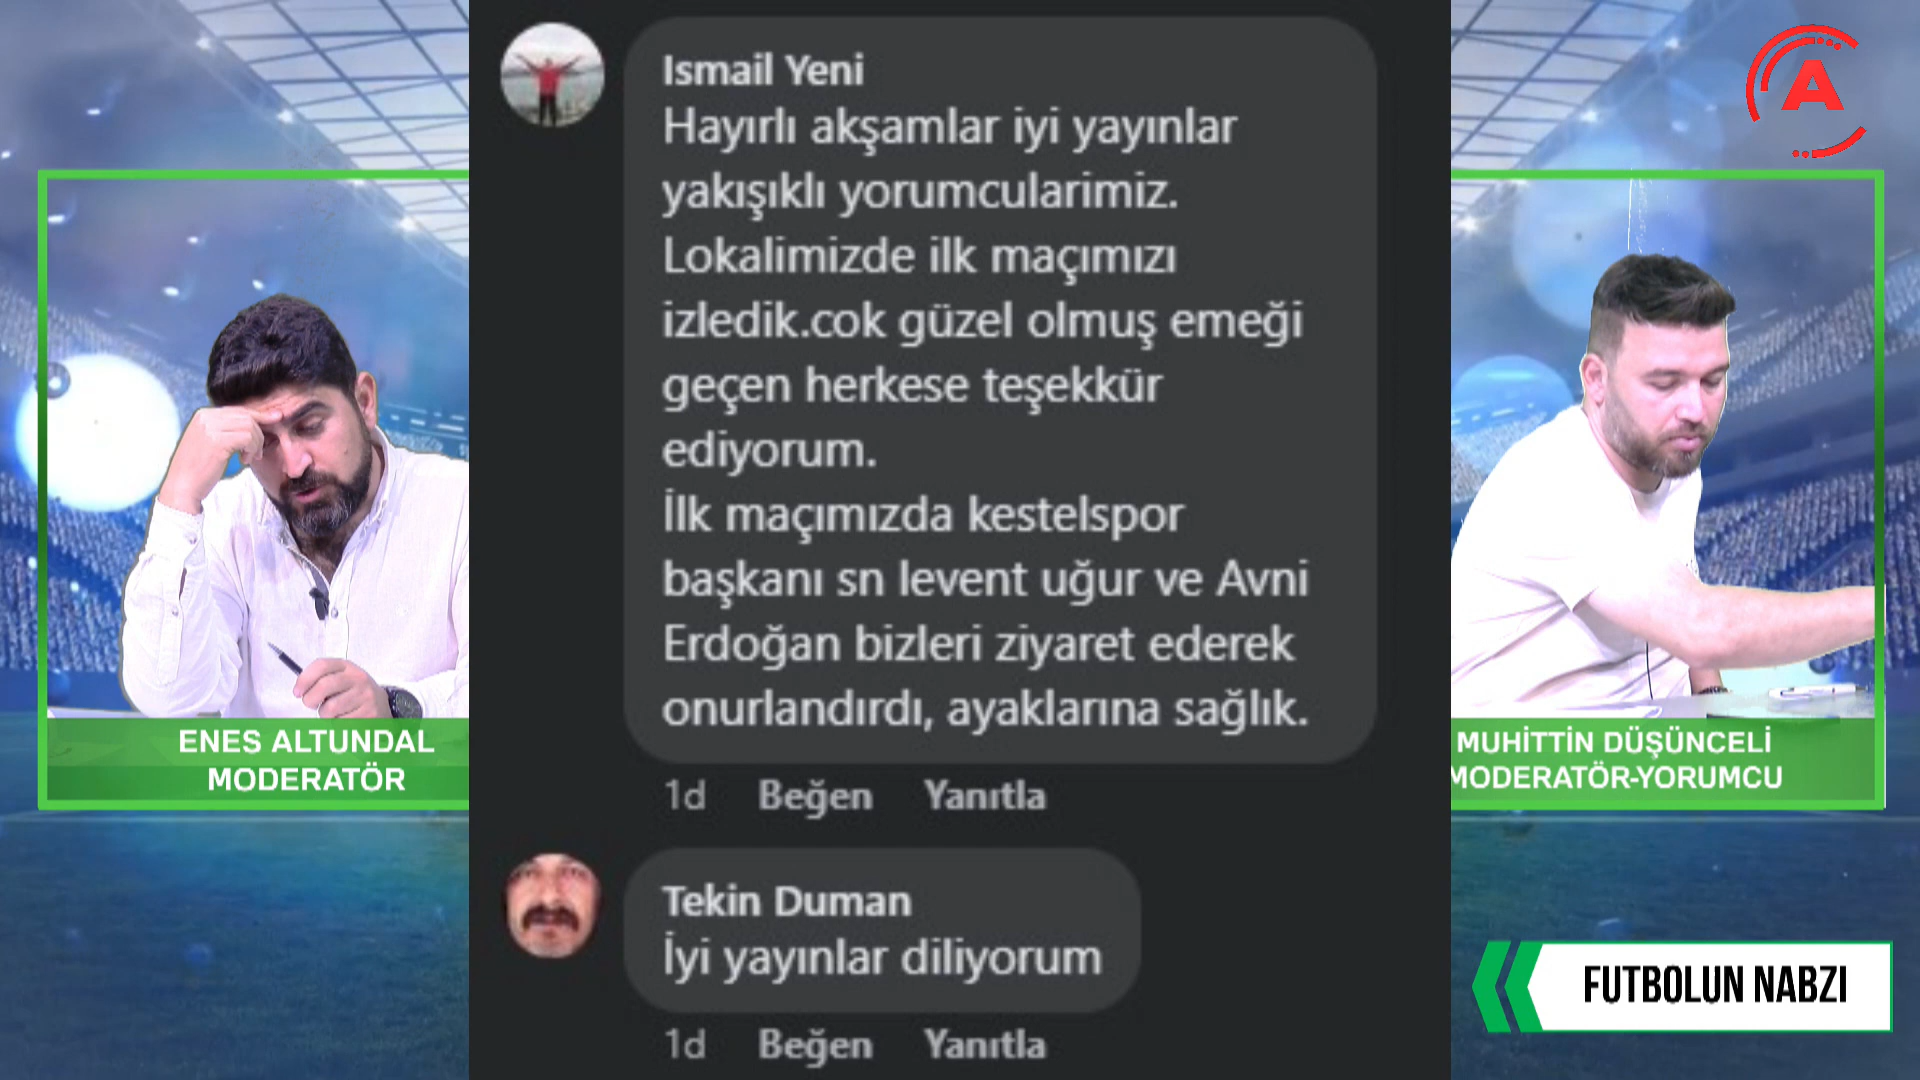 A
Ismail Yeni
Hayırlı akşamlar iyi yayınlar
yakışıklı yorumcularimiz.
Lokalimizde ilk maçımızı
izledik.cok güzel olmuş emeği
geçen herkese teşekkür
ediyorum.
İlk maçımızda kestelspor
başkanı sn levent uğur ve Avni
Erdoğan bizleri ziyaret ederek
onurlandırdı, ayaklarına sağlık.
1d Beğen Yanıtla
Tekin Duman
İyi yayınlar diliyorum
1d Beğen Yanıtla
ENES ALTUNDAL
MODERATÖR
MUHİTTİN DÜŞÜNCELİ
MODERATÖR-YORUMCU
FUTBOLUN NABZI